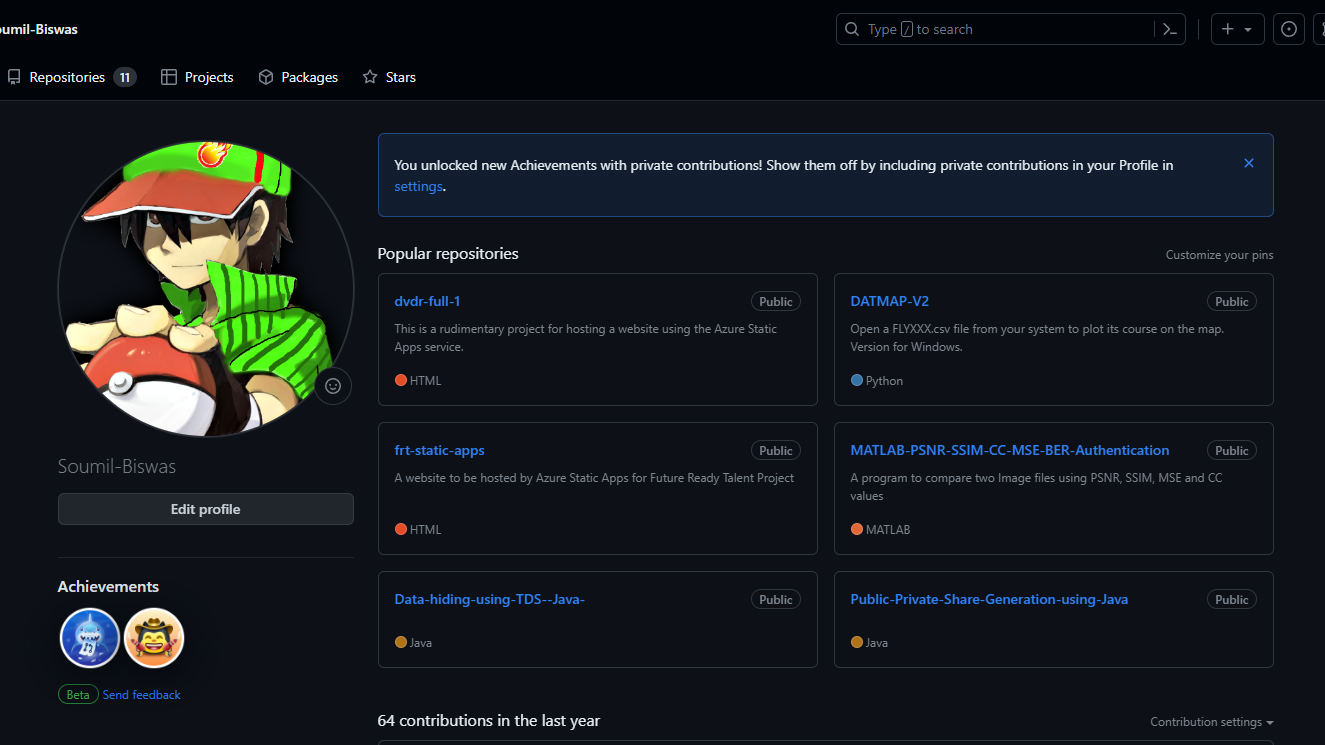 oumil-Biswas
Type / to search
Repositories 11
Projects
Packages
Stars
You unlocked new Achievements with private contributions! Show them off by including private contributions in your Profile in
settings.
Popular repositories
Customize your pins
dvdr-full-1
Public
This is a rudimentary project for hosting a website using the Azure Static
Apps service.
HTML
DATMAP-V2
Public
Open a FLYXXX.csv file from your system to plot its course on the map.
Version for Windows.
Python
frt-static-apps
Public
A website to be hosted by Azure Static Apps for Future Ready Talent Project
HTML
MATLAB-PSNR-SSIM-CC-MSE-BER-Authentication
Public
A program to compare two Image files using PSNR, SSIM, MSE and CC
values
MATLAB
Data-hiding-using-TDS--Java-
Public
Java
Public-Private-Share-Generation-using-Java
Public
Java
Soumil-Biswas
Edit profile
Achievements
Beta Send feedback
64 contributions in the last year
Contribution settings